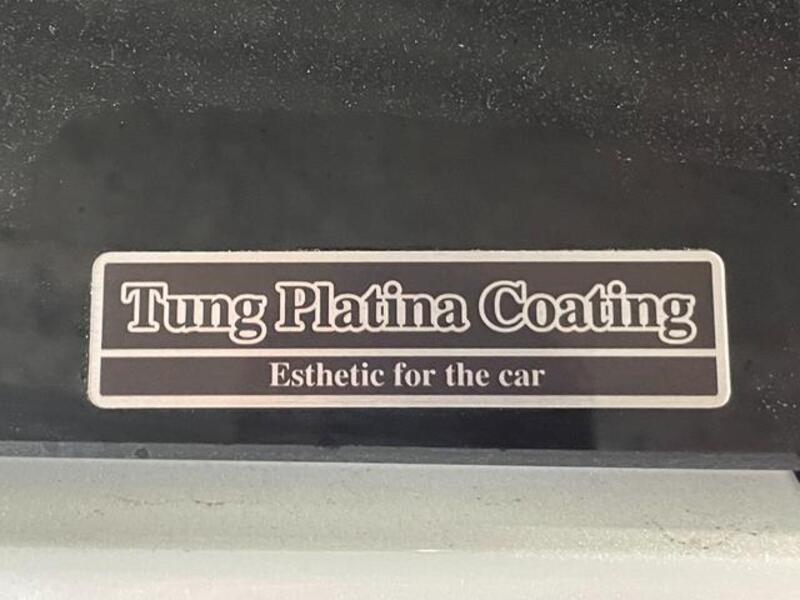 Tung Platina Coating
Esthetic for the car